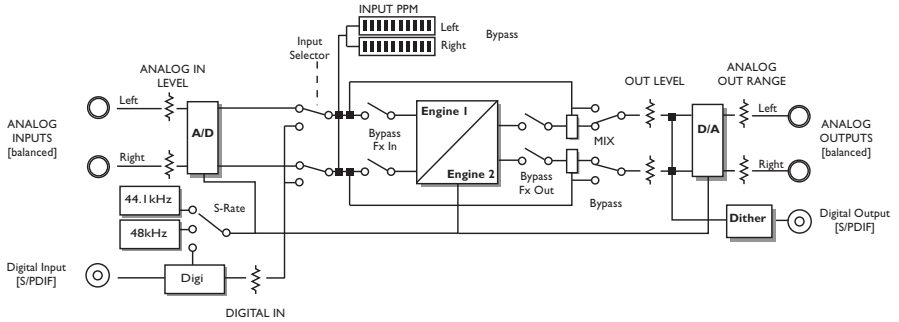 INPUT PPM
Left
Right
Bypass
Input
Selector
ANALOG IN
LEVEL
OUT LEVEL
ANALOG
OUT RANGE
Left
Left
ANALOG
INPUTS
[balanced]
A/D
Bypass
Fx In
Engine 1
Engine 2
MIX
D/A
ANALOG
OUTPUTS
[balanced]
Right
Right
Bypass
Fx Out
Bypass
44.1kHz
S-Rate
48kHz
Dither
Digital Output
[S/PDIF]
Digital Input
[S/PDIF]
Digi
DIGITAL IN